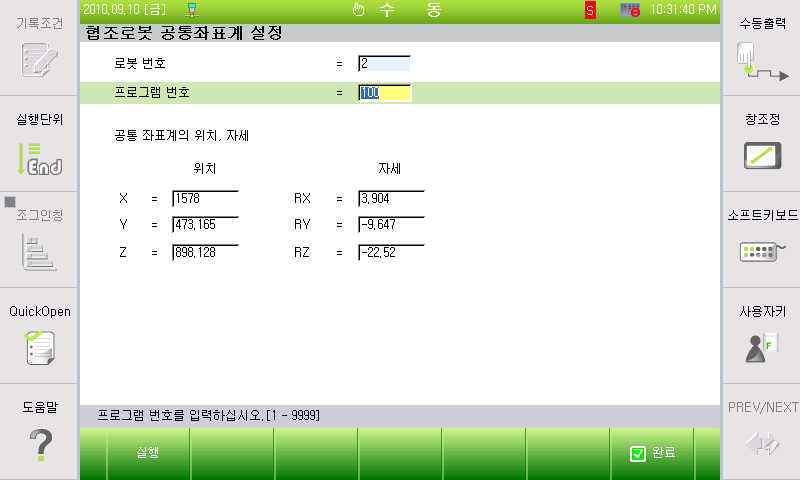 기록조건
2010.09.10 [금] 수 동 S 10:31:40 PM
수동출력
협조로봇 공통좌표계 설정
로봇 번호 = 2
프로그램 번호 = 100
실행단위
End
창조정
공통 좌표계의 위치, 자세
위치 자세
X = 1578 RX = 3.904
Y = 473.165 RY = -9.647
Z = 898.128 RZ = -22.52
조그인칭
소프트키보드
QuickOpen
사용자키
F
도움말
?
PREV/NEXT
프로그램 번호를 입력하십시오.[1 - 9999]
실행 완료